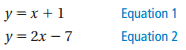 y = x + 1 Equation 1
y = 2x − 7 Equation 2